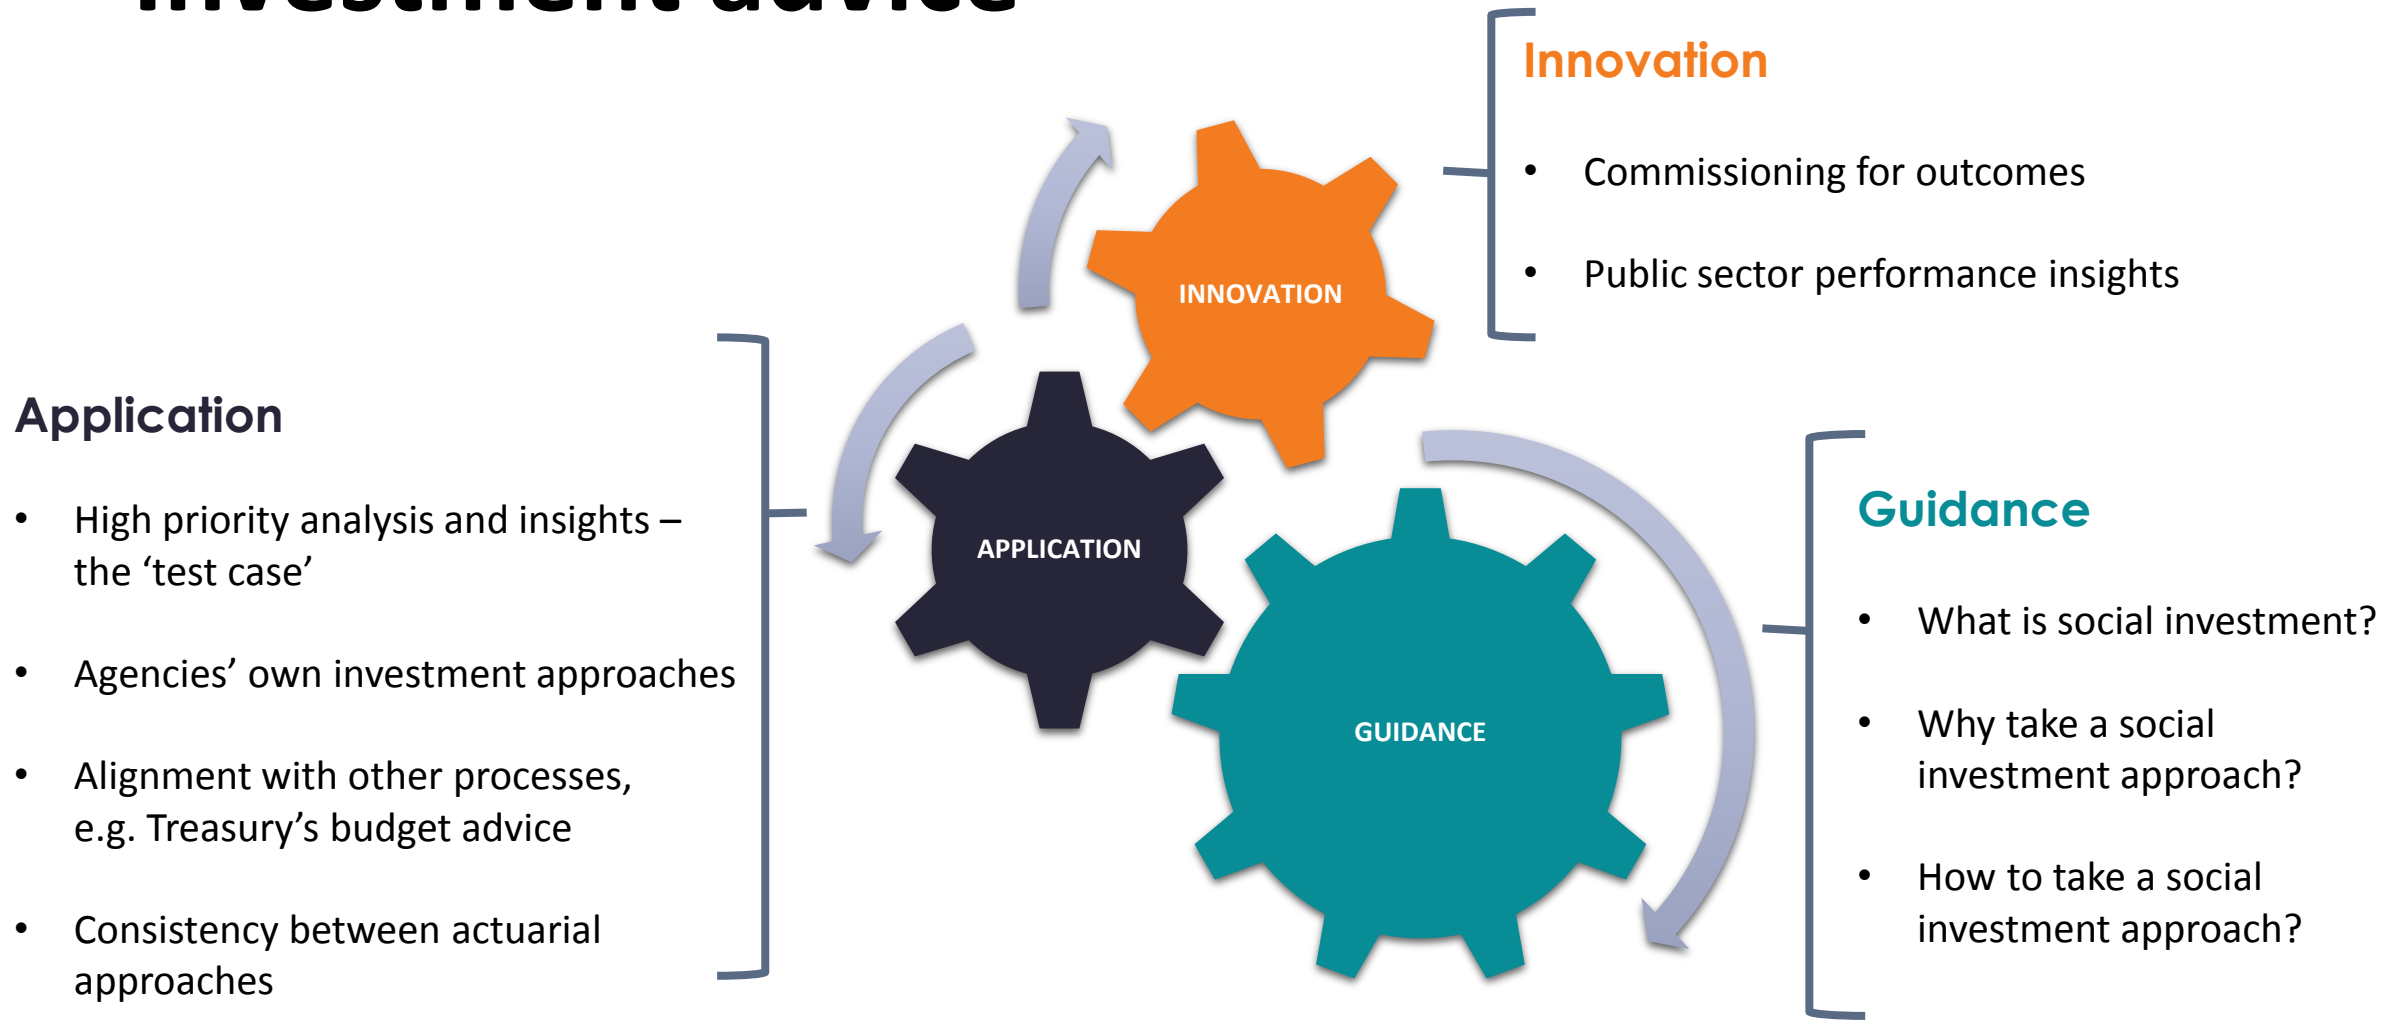 investment advice
Innovation
• Commissioning for outcomes
• Public sector performance insights
INNOVATION
Application
• High priority analysis and insights –
the ‘test case’
• Agencies’ own investment approaches
• Alignment with other processes,
e.g. Treasury’s budget advice
• Consistency between actuarial
approaches
APPLICATION
GUIDANCE
Guidance
• What is social investment?
• Why take a social
investment approach?
• How to take a social
investment approach?